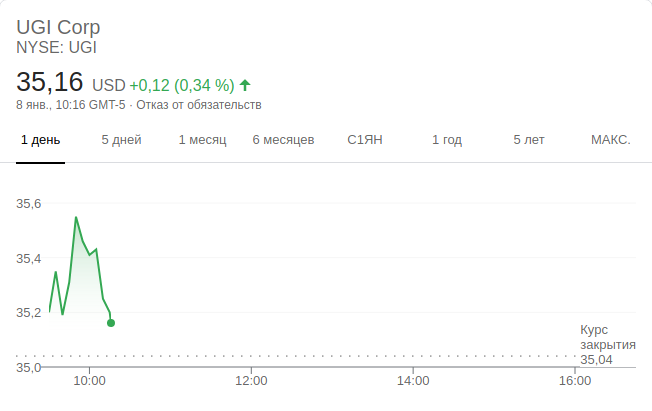 UGI Corp
NYSE: UGI
35,16 USD +0,12 (0,34 %)
8 янв., 10:16 GMT-5 · Отказ от обязательств
1 день 5 дней 1 месяц 6 месяцев С1ЯН 1 год 5 лет МАКС.
35,6
35,4
35,2
Курс
закрытия
35,04
35,0
10:00 12:00 14:00 16:00